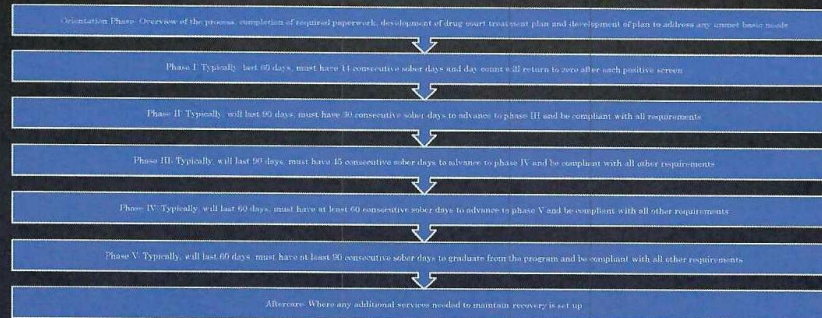 Orientation Phase- Overview of the process, completion of required paperwork, development of drug court treatment plan and development of plan to address any unmet basic needs
Phase I: Typically, last 60 days, must have 14 consecutive sober days and day count will return to zero after each positive screen
Phase II: Typically, will last 90 days, must have 30 consecutive sober days to advance to phase III and be compliant with all requirements
Phase III: Typically, will last 90 days, must have 45 consecutive sober days to advance to phase IV and be compliant with all other requirements
Phase IV: Typically, will last 60 days, must have at least 60 consecutive sober days to advance to phase V and be compliant with all other requirements
Phase V: Typically, will last 60 days, must have at least 90 consecutive sober days to graduate from the program and be compliant with all other requirements
Aftercare- Where any additional services needed to maintain recovery is set up